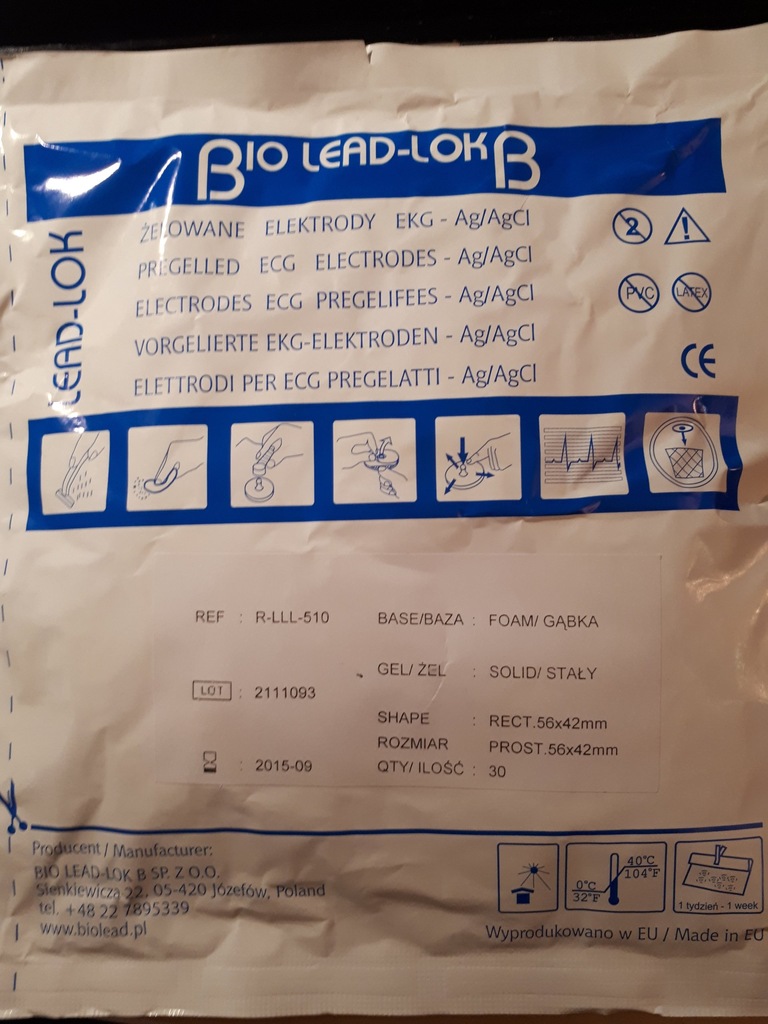 BIO LEAD-LOK B
LEAD-LOK
ŻELOWANE ELEKTRODY EKG - Ag/AgCl
PREGELLED ECG ELECTRODES - Ag/AgCl
ELECTRODES ECG PREGELIFEES - Ag/AgCl
VORGELIERTE EKG-ELEKTRODEN - Ag/AgCl
ELETTRODI PER ECG PREGELATTI - Ag/AgCl
2
!
PVC
LATEX
CE
REF : R-LLL-510
LOT : 2111093
: 2015-09
BASE/BAZA : FOAM/ GĄBKA
GEL/ ŻEL : SOLID/ STAŁY
SHAPE : RECT.56x42mm
ROZMIAR PROST.56x42mm
QTY/ ILOŚĆ : 30
Producent / Manufacturer:
BIO LEAD-LOK B SP. Z O.O.
Sienkiewicza 22, 05-420 Józefów, Poland
tel. +48 22 7895339
www.biolead.pl
0°C
32°F
40°C
104°F
1 tydzień - 1 week
Wyprodukowano w EU / Made in EU